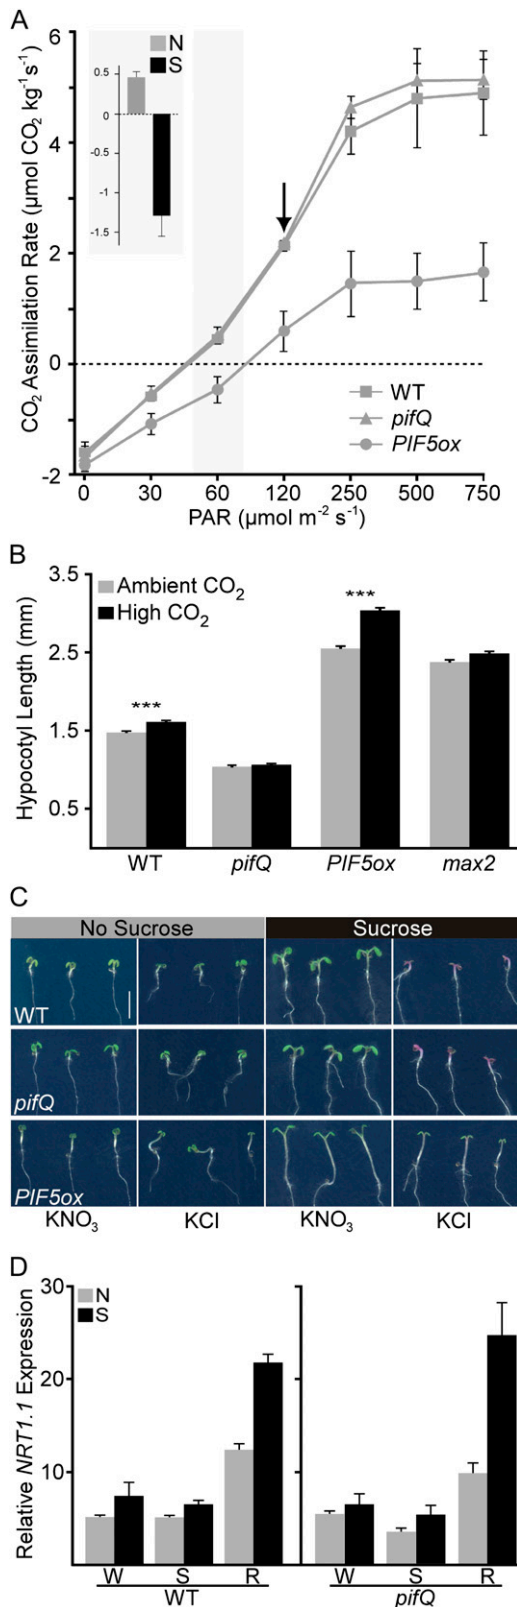 A
CO₂ Assimilation Rate (µmol CO₂ kg⁻¹ s⁻¹)
6
4
2
0
-2
N
S
0.5
0
-0.5
-1
-1.5
WT
pifQ
PIF5ox
0 30 60 120 250 500 750
PAR (µmol m⁻² s⁻¹)
B
Hypocotyl Length (mm)
3.5
2.5
1.5
0.5
Ambient CO₂
High CO₂
*** ***
WT pifQ PIF5ox max2
C
No Sucrose Sucrose
WT
pifQ
PIF5ox
KNO₃ KCl KNO₃ KCl
D
Relative NRT1.1 Expression
30
20
10
N
S
W S R W S R
WT pifQ